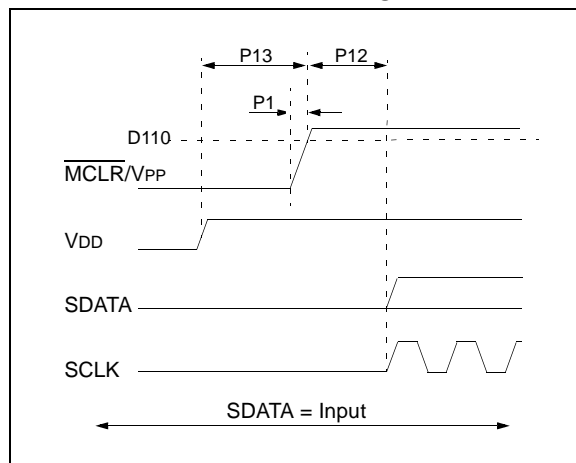 P13 P12
P1
D110
MCLR/VPP
VDD
SDATA
SCLK
SDATA = Input